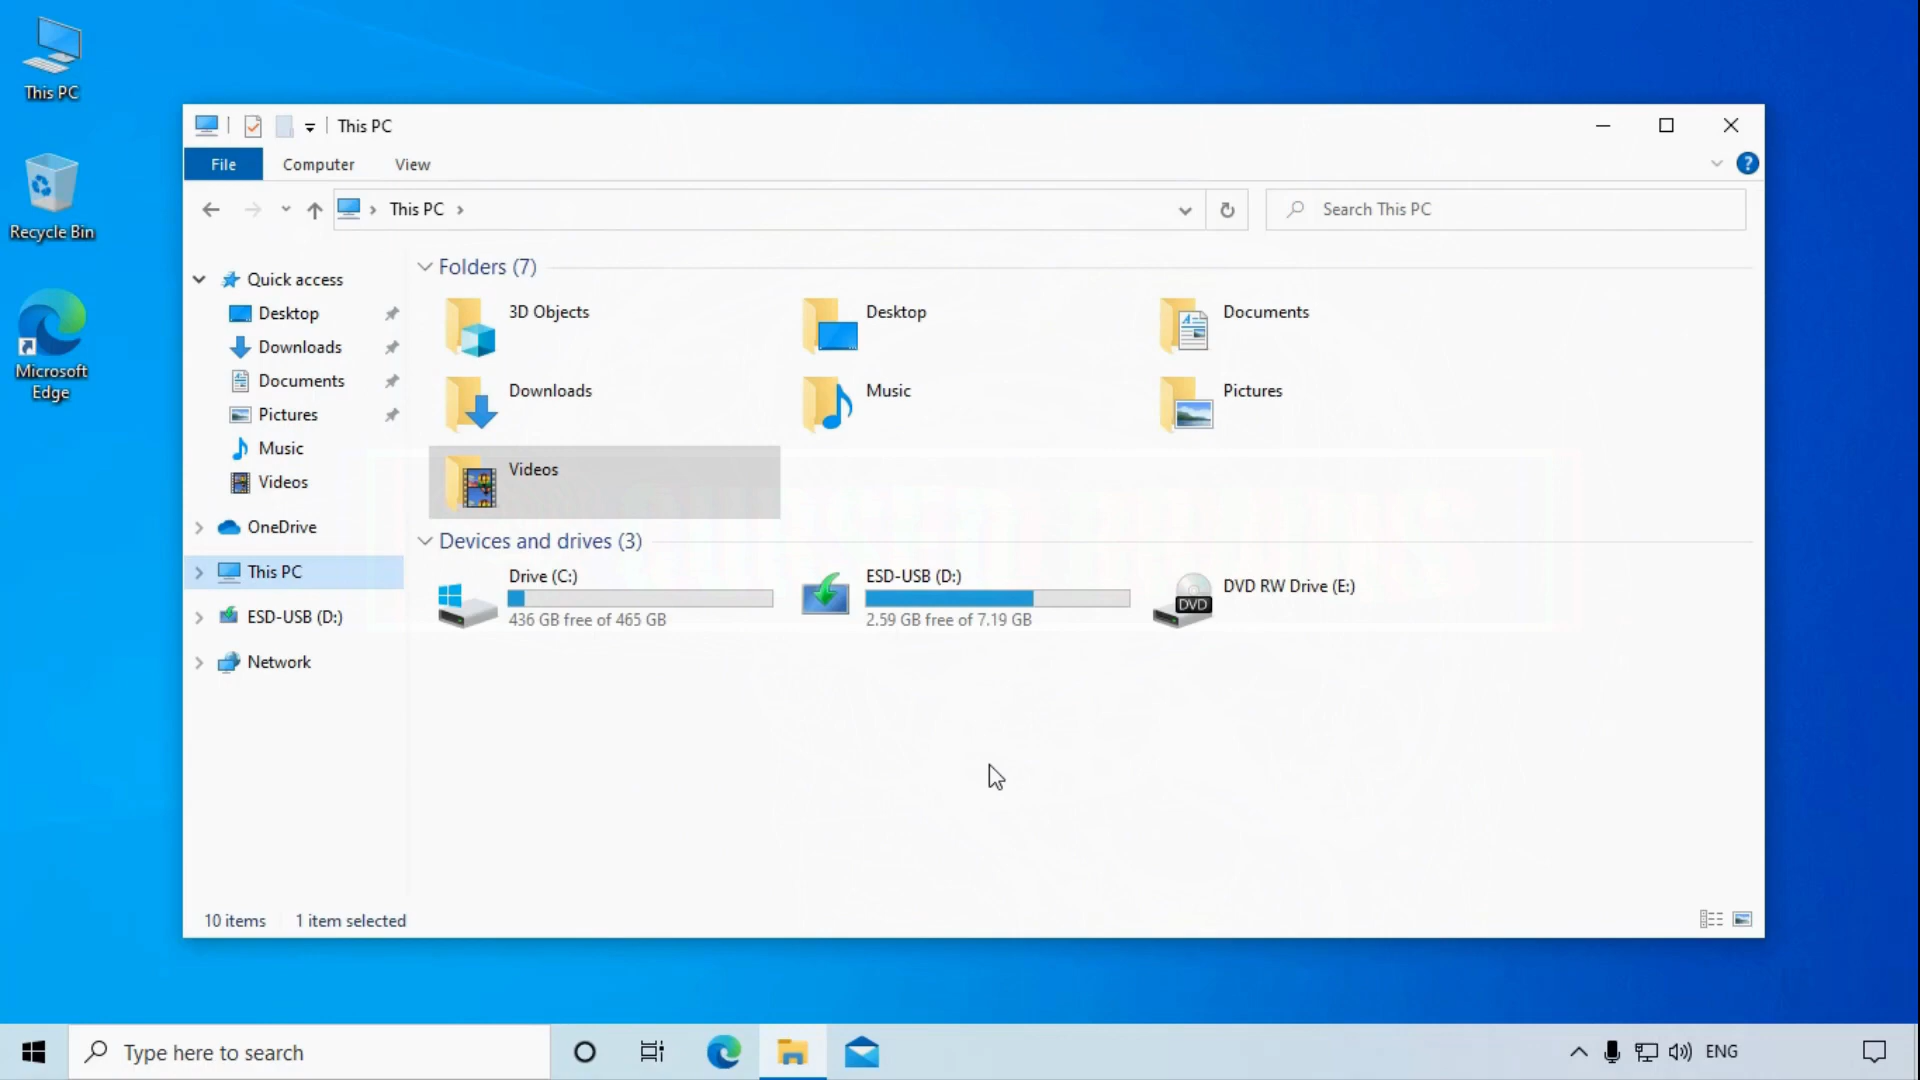 This PC
Recycle Bin
Microsoft
Edge
This PC
File
Computer
View
This PC
Search This PC
Quick access
Desktop
Downloads
Documents
Pictures
Music
Videos
OneDrive
This PC
ESD-USB (D:)
Network
Folders (7)
3D Objects
Desktop
Documents
Downloads
Music
Pictures
Videos
Devices and drives (3)
Drive (C:)
436 GB free of 465 GB
ESD-USB (D:)
2.59 GB free of 7.19 GB
DVD
DVD RW Drive (E:)
10 items
1 item selected
Type here to search
ENG